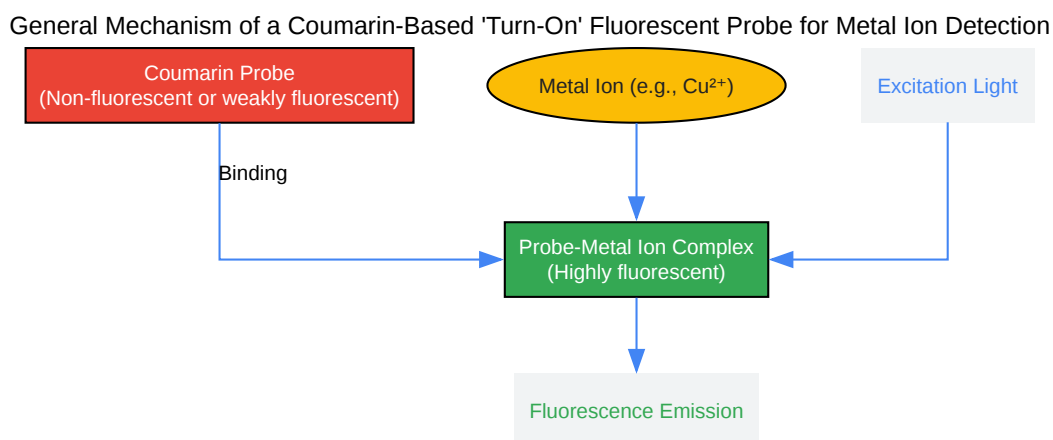 General Mechanism of a Coumarin-Based 'Turn-On' Fluorescent Probe for Metal Ion Detection
Coumarin Probe
(Non-fluorescent or weakly fluorescent)
Metal Ion (e.g., Cu²⁺)
Excitation Light
Binding
Probe-Metal Ion Complex
(Highly fluorescent)
Fluorescence Emission